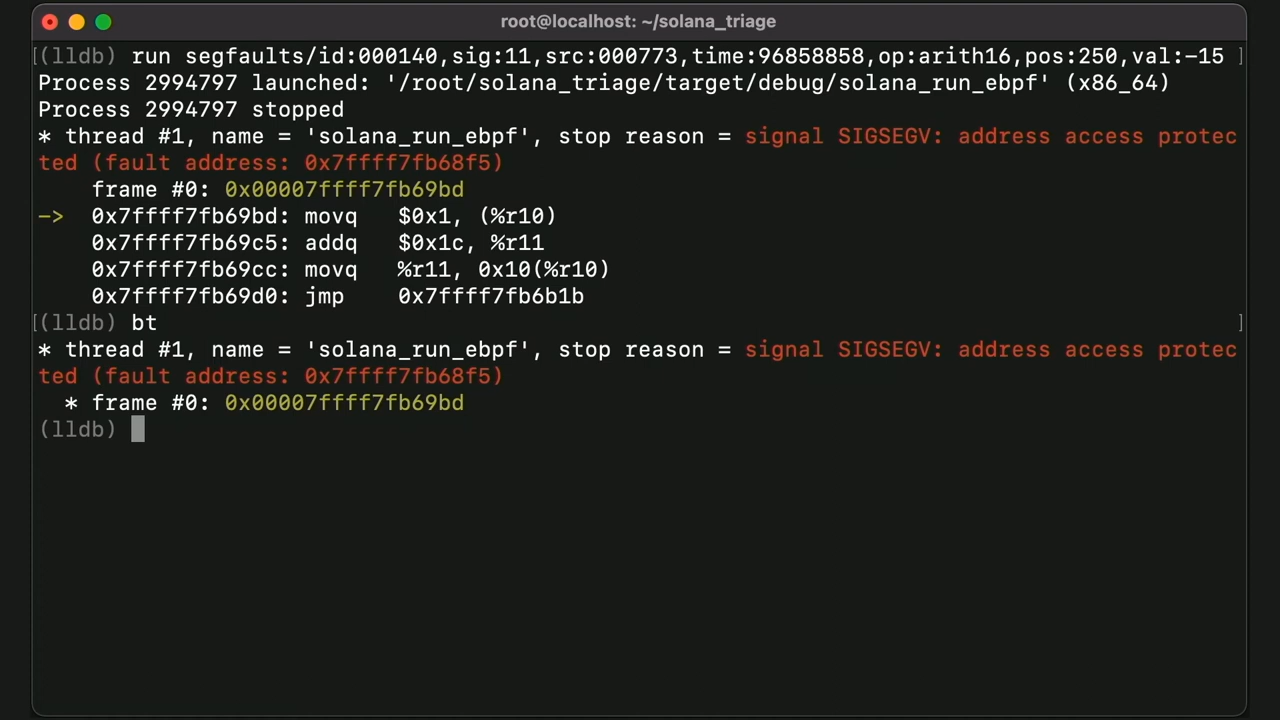 root@localhost: ~/solana_triage
[(lldb) run segfaults/id:000140,sig:11,src:000773,time:96858858,op:arith16,pos:250,val:-15 ]
Process 2994797 launched: '/root/solana_triage/target/debug/solana_run_ebpf' (x86_64)
Process 2994797 stopped
* thread #1, name = 'solana_run_ebpf', stop reason = signal SIGSEGV: address access protec
ted (fault address: 0x7ffff7fb68f5)
    frame #0: 0x00007ffff7fb69bd
->  0x7ffff7fb69bd: movq   $0x1, (%r10)
    0x7ffff7fb69c5: addq   $0x1c, %r11
    0x7ffff7fb69cc: movq   %r11, 0x10(%r10)
    0x7ffff7fb69d0: jmp    0x7ffff7fb6b1b
[(lldb) bt ]
* thread #1, name = 'solana_run_ebpf', stop reason = signal SIGSEGV: address access protec
ted (fault address: 0x7ffff7fb68f5)
  * frame #0: 0x00007ffff7fb69bd
(lldb)